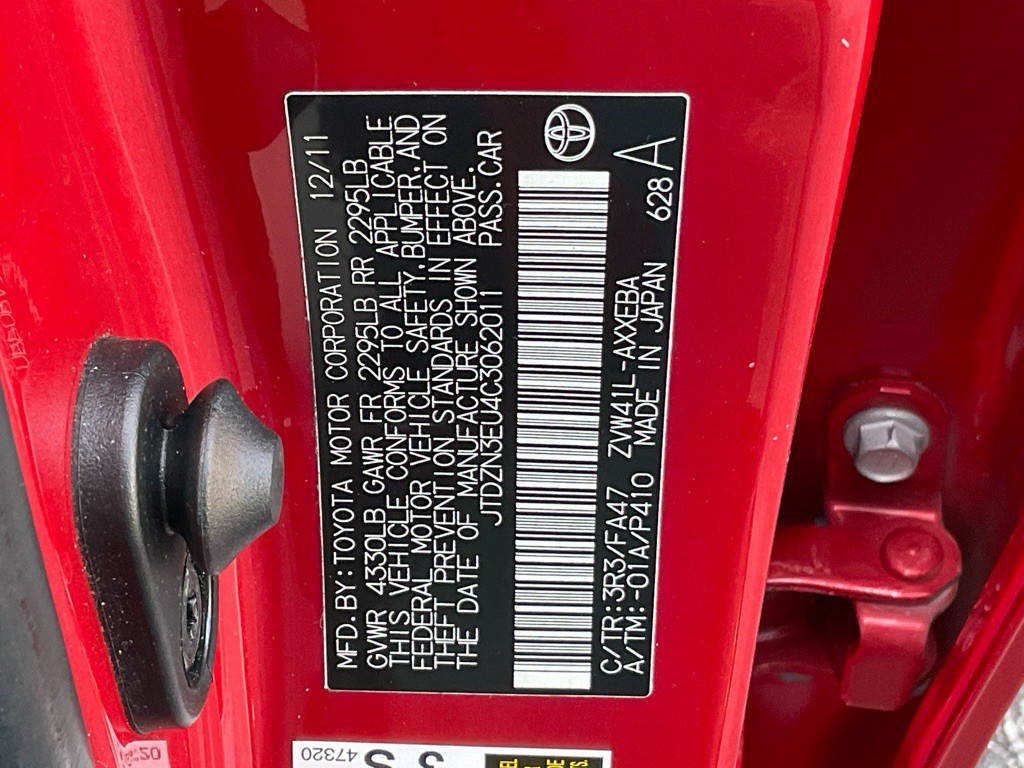 MFD. BY: TOYOTA MOTOR CORPORATION 12/11
GVWR 4330LB GAWR FR 2295LB RR 2295LB
THIS VEHICLE CONFORMS TO ALL APPLICABLE
FEDERAL MOTOR VEHICLE SAFETY, BUMPER, AND
THEFT PREVENTION STANDARDS IN EFFECT ON
THE DATE OF MANUFACTURE SHOWN ABOVE.
JTDZN3EU4C3062011 PASS. CAR
C/TR: 3R3/FA47 ZVW41L-AXXEBA 628 A
A/TM: -01A/P410 MADE IN JAPAN
47320